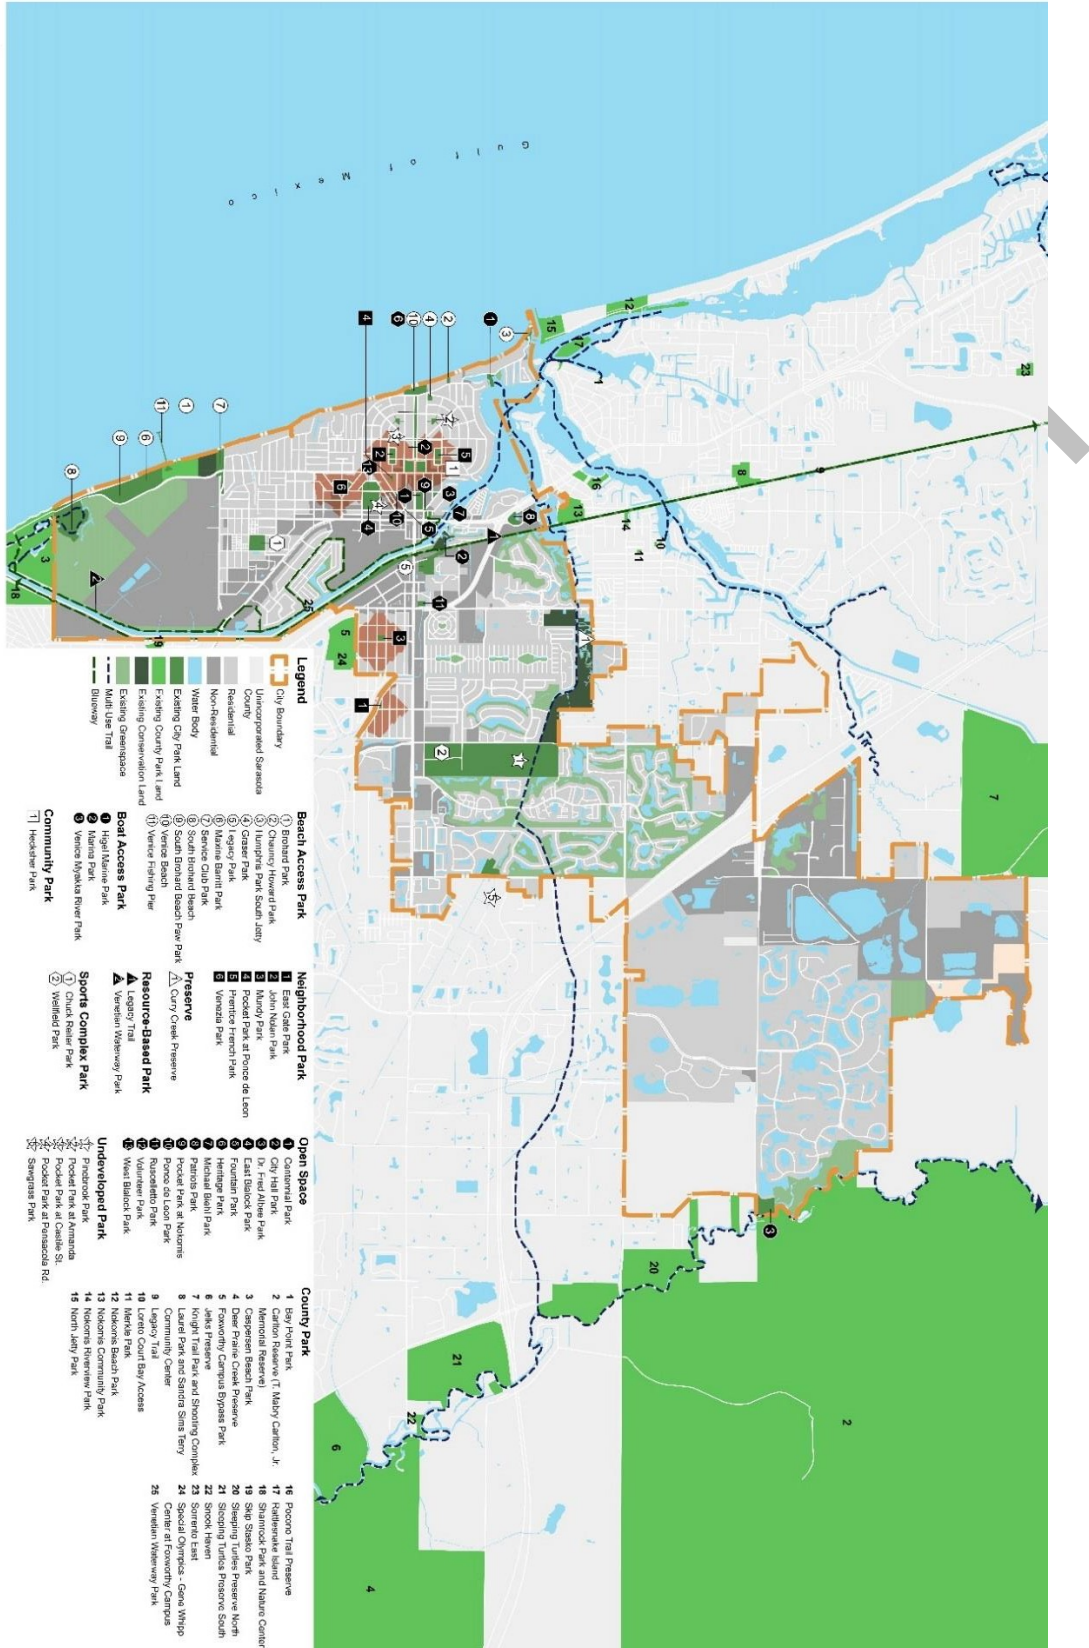 Gulf of Mexico
Legend
City Boundary
Unincorporated Sarasota
County
Residential
Non-Residential
Water Body
Existing City Park Land
Existing County Park Land
Existing Conservation Land
Existing Greenspace
Multi-Use Trail
Blueway
Beach Access Park
1 Brohard Park
2 Chauncy Howard Park
3 Humphris Park South Jetty
4 Graser Park
5 Legacy Park
6 Maxine Barritt Park
7 Service Club Park
8 South Brohard Beach
9 South Brohard Beach Paw Park
10 Venice Beach
11 Venice Fishing Pier
Boat Access Park
1 Higel Marine Park
2 Marina Park
3 Venice Myakka River Park
Community Park
1 Hecksher Park
Neighborhood Park
1 East Gate Park
2 John Nolan Park
3 Mundy Park
4 Pocket Park at Ponce de Leon
5 Prentice French Park
6 Venezia Park
Preserve
1 Curry Creek Preserve
Resource-Based Park
1 Legacy Trail
2 Venetian Waterway Park
Sports Complex Park
1 Chuck Reiter Park
2 Wellfield Park
Open Space
1 Centennial Park
2 City Hall Park
3 Dr. Fred Albee Park
4 East Blalock Park
5 Fountain Park
6 Heritage Park
7 Michael Biehl Park
8 Patriots Park
9 Pocket Park at Nokomis
10 Ponce de Leon Park
11 Ruscelletto Park
12 Volunteer Park
13 West Blalock Park
Undeveloped Park
1 Pinebrook Park
2 Pocket Park at Armanda
3 Pocket Park at Castile St.
4 Pocket Park at Pensacola Rd.
5 Sawgrass Park
County Park
1 Bay Point Park
2 Carlton Reserve (T. Mabry Carlton, Jr.
Memorial Reserve)
3 Caspersen Beach Park
4 Deer Prairie Creek Preserve
5 Foxworthy Campus Bypass Park
6 Jelks Preserve
7 Knight Trail Park and Shooting Complex
8 Laurel Park and Sandra Sims Terry
Community Center
9 Legacy Trail
10 Loreto Court Bay Access
11 Merkle Park
12 Nokomis Beach Park
13 Nokomis Community Park
14 Nokomis Riverview Park
15 North Jetty Park
16 Pocono Trail Preserve
17 Rattlesnake Island
18 Shamrock Park and Nature Center
19 Skip Stasko Park
20 Sleeping Turtles Preserve North
21 Sleeping Turtles Preserve South
22 Snook Haven
23 Sorrento East
24 Special Olympics - Gene Whipp
Center at Foxworthy Campus
25 Venetian Waterway Park